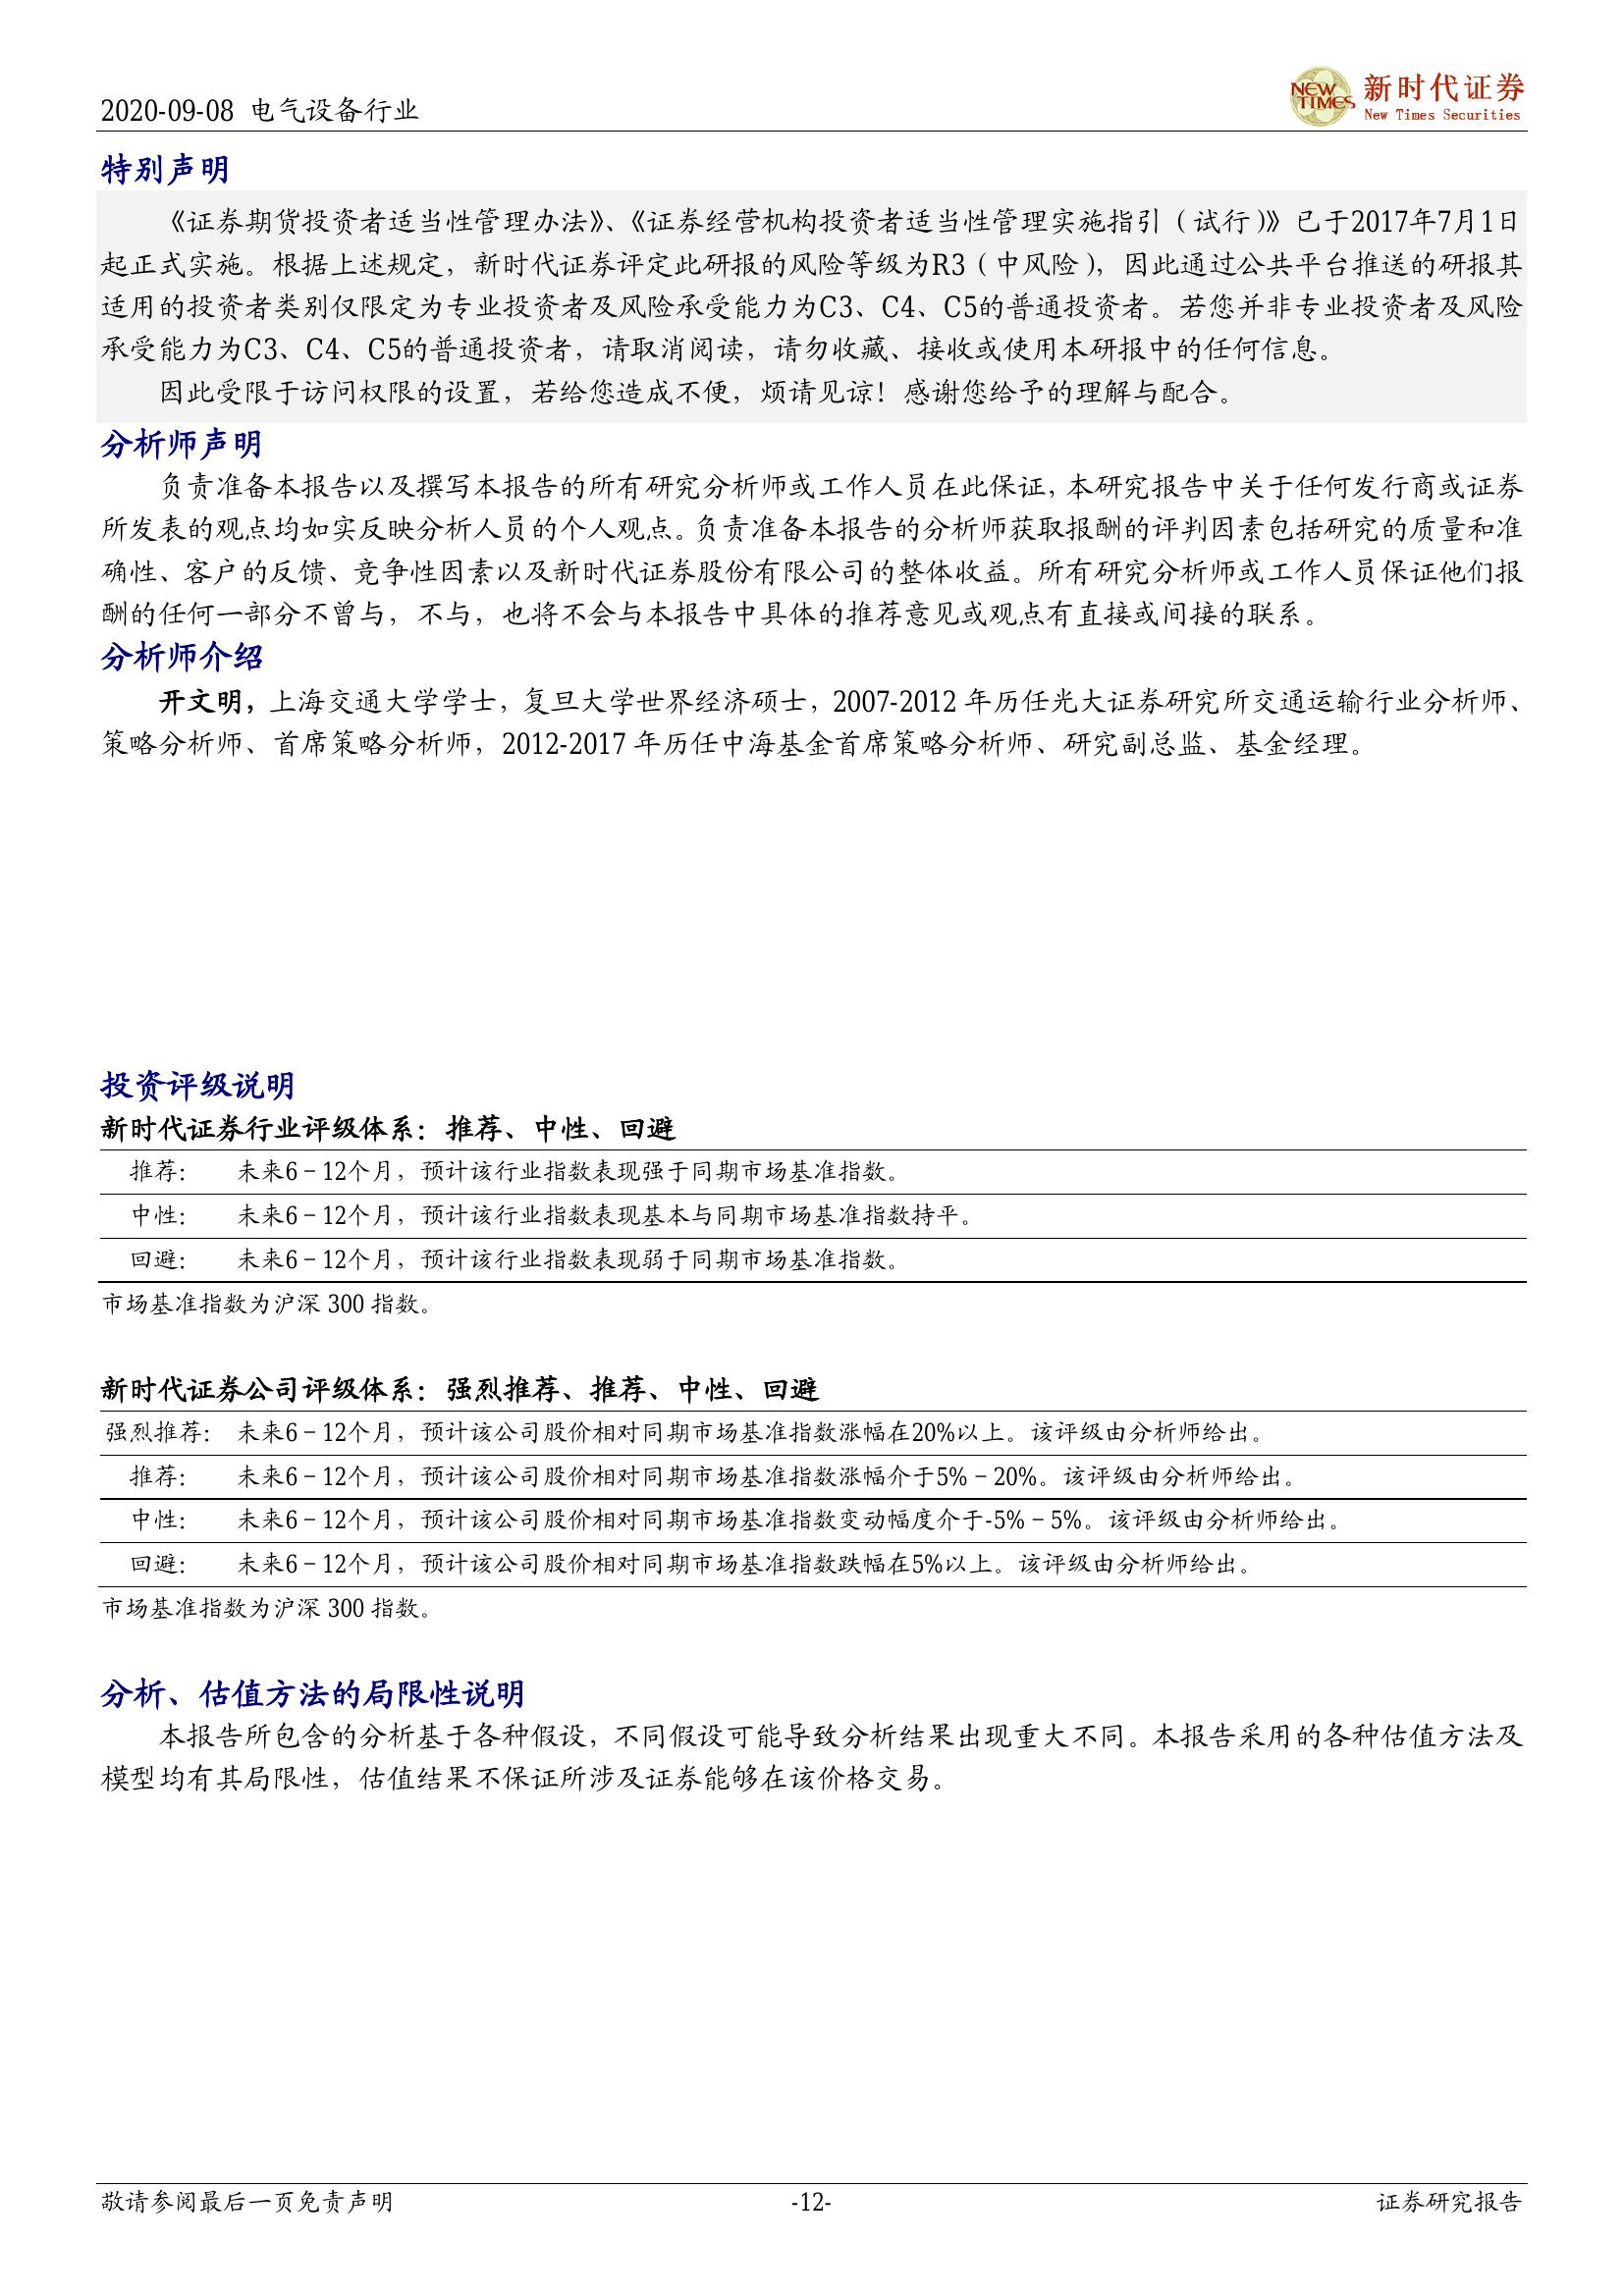 2020-09-08 电气设备行业
NEW TIMES 新时代证券
New Times Securities
特别声明
《证券期货投资者适当性管理办法》、《证券经营机构投资者适当性管理实施指引（试行）》已于2017年7月1日
起正式实施。根据上述规定，新时代证券评定此研报的风险等级为R3（中风险），因此通过公共平台推送的研报其
适用的投资者类别仅限定为专业投资者及风险承受能力为C3、C4、C5的普通投资者。若您并非专业投资者及风险
承受能力为C3、C4、C5的普通投资者，请取消阅读，请勿收藏、接收或使用本研报中的任何信息。
因此受限于访问权限的设置，若给您造成不便，烦请见谅！感谢您给予的理解与配合。
分析师声明
负责准备本报告以及撰写本报告的所有研究分析师或工作人员在此保证，本研究报告中关于任何发行商或证券
所发表的观点均如实反映分析人员的个人观点。负责准备本报告的分析师获取报酬的评判因素包括研究的质量和准
确性、客户的反馈、竞争性因素以及新时代证券股份有限公司的整体收益。所有研究分析师或工作人员保证他们报
酬的任何一部分不曾与，不与，也将不会与本报告中具体的推荐意见或观点有直接或间接的联系。
分析师介绍
开文明，上海交通大学学士，复旦大学世界经济硕士，2007-2012 年历任光大证券研究所交通运输行业分析师、
策略分析师、首席策略分析师，2012-2017 年历任中海基金首席策略分析师、研究副总监、基金经理。
投资评级说明
新时代证券行业评级体系：推荐、中性、回避
推荐： 未来6－12个月，预计该行业指数表现强于同期市场基准指数。
中性： 未来6－12个月，预计该行业指数表现基本与同期市场基准指数持平。
回避： 未来6－12个月，预计该行业指数表现弱于同期市场基准指数。
市场基准指数为沪深 300 指数。
新时代证券公司评级体系：强烈推荐、推荐、中性、回避
强烈推荐： 未来6－12个月，预计该公司股价相对同期市场基准指数涨幅在20%以上。该评级由分析师给出。
推荐： 未来6－12个月，预计该公司股价相对同期市场基准指数涨幅介于5%－20%。该评级由分析师给出。
中性： 未来6－12个月，预计该公司股价相对同期市场基准指数变动幅度介于-5%－5%。该评级由分析师给出。
回避： 未来6－12个月，预计该公司股价相对同期市场基准指数跌幅在5%以上。该评级由分析师给出。
市场基准指数为沪深 300 指数。
分析、估值方法的局限性说明
本报告所包含的分析基于各种假设，不同假设可能导致分析结果出现重大不同。本报告采用的各种估值方法及
模型均有其局限性，估值结果不保证所涉及证券能够在该价格交易。
敬请参阅最后一页免责声明 -12- 证券研究报告